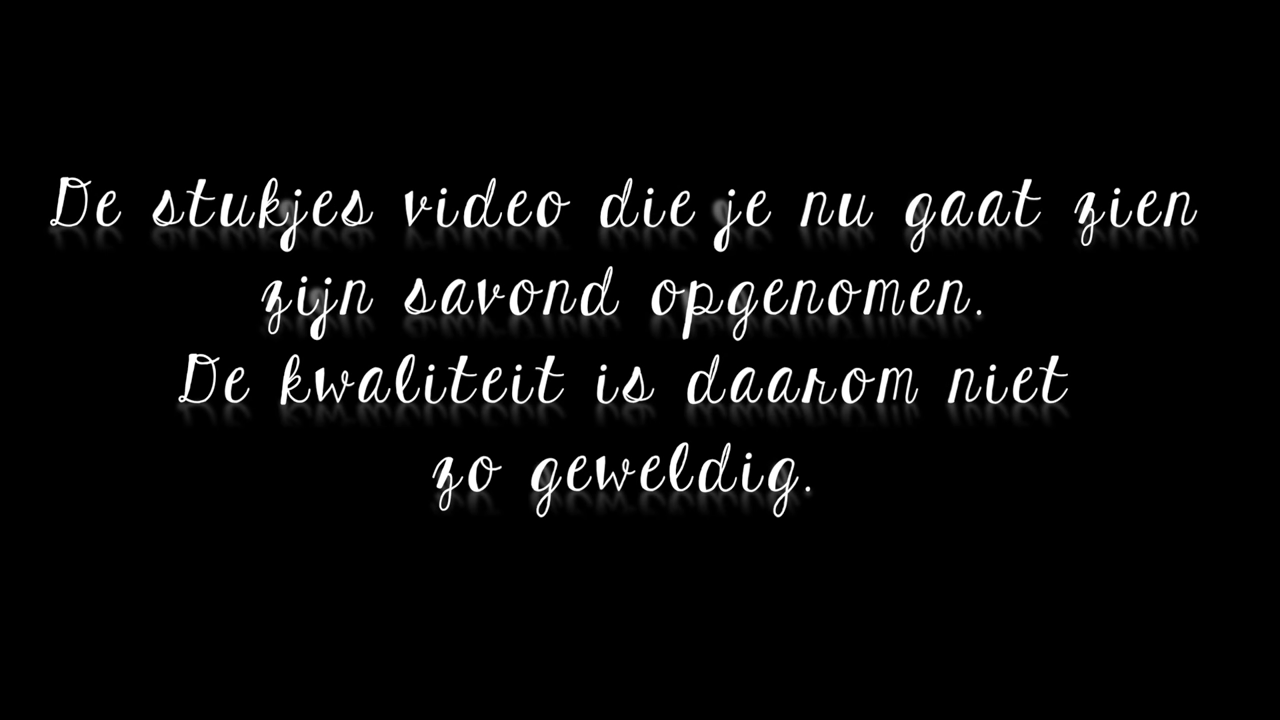 De stukjes video die je nu gaat zien
zijn savond opgenomen.
De kwaliteit is daarom niet
zo geweldig.